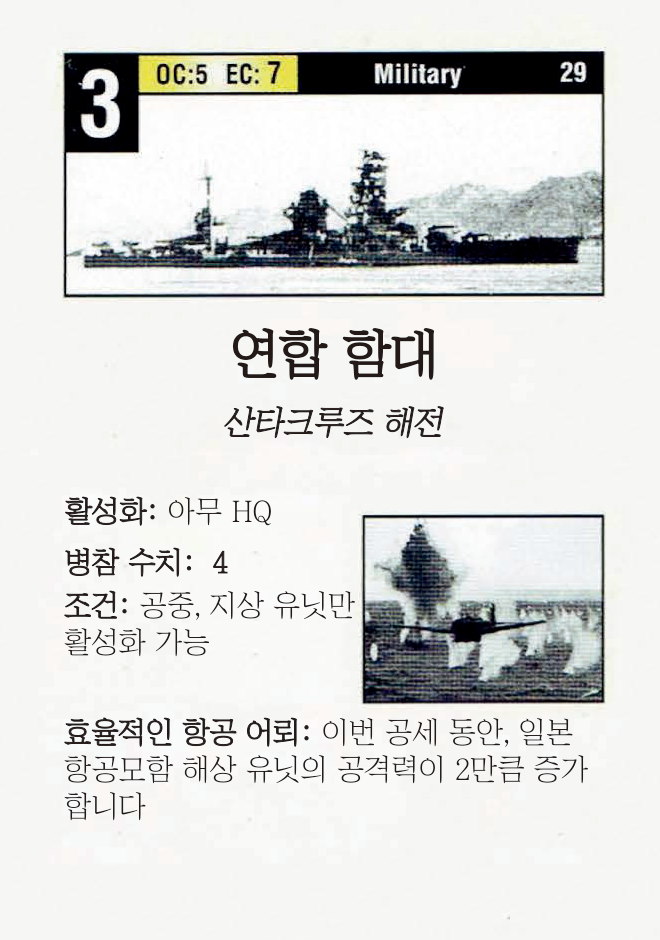 3 OC:5 EC: 7 Military 29
연합 함대
산타크루즈 해전
활성화: 아무 HQ
병참 수치: 4
조건: 공중, 지상 유닛만
활성화 가능
효율적인 항공 어뢰: 이번 공세 동안, 일본
항공모함 해상 유닛의 공격력이 2만큼 증가
합니다